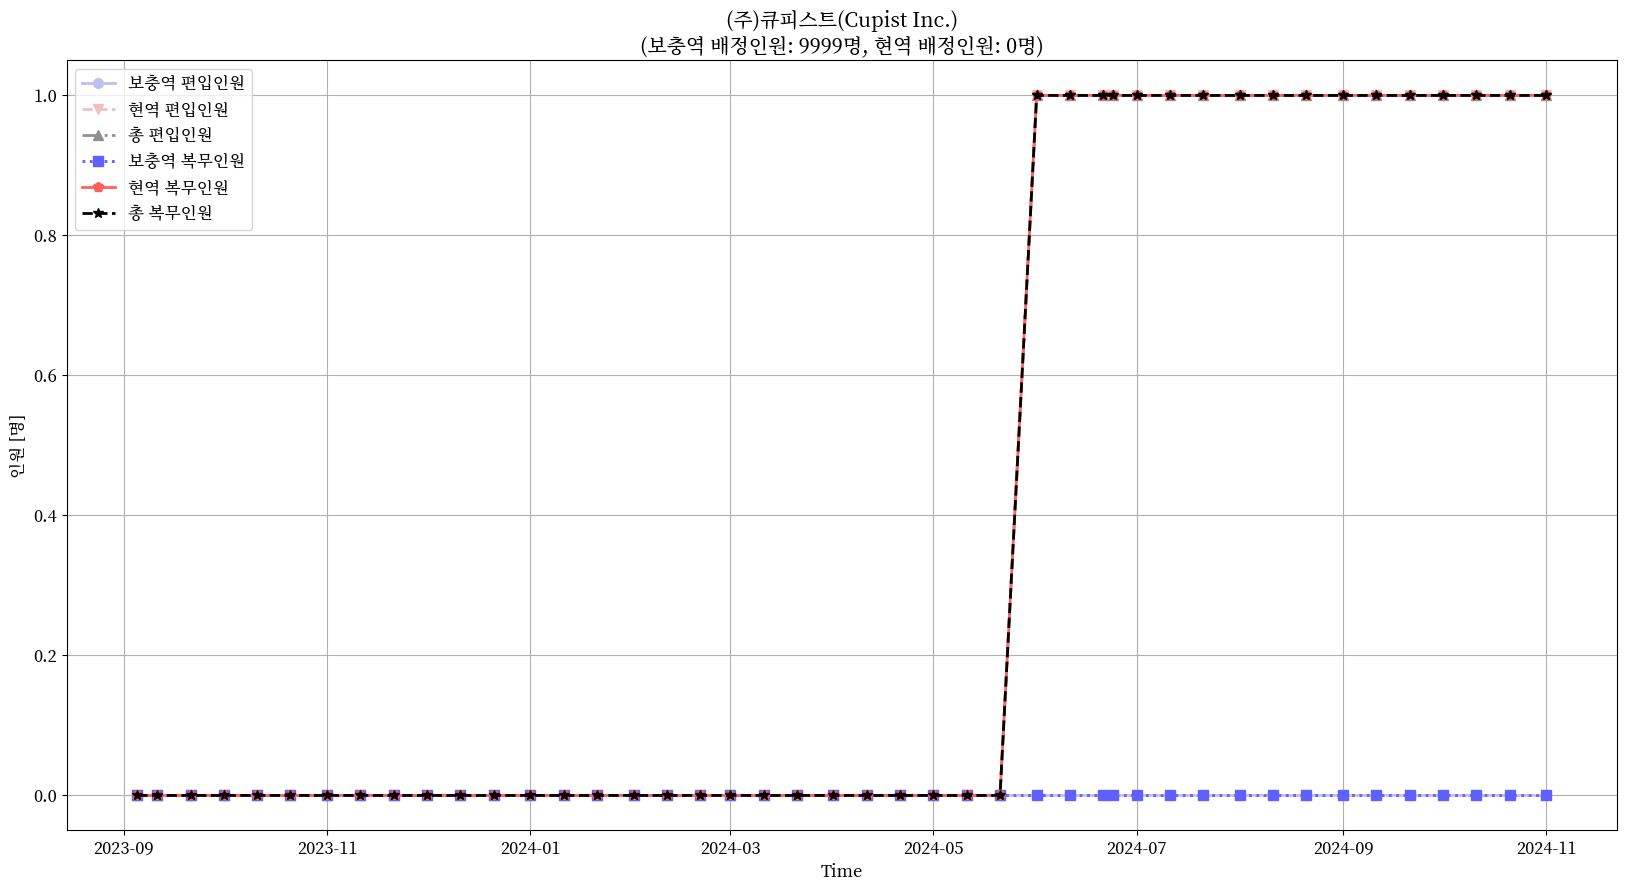 (주)큐피스트(Cupist Inc.)
(보충역 배정인원: 9999명, 현역 배정인원: 0명)
보충역 편입인원
현역 편입인원
총 편입인원
보충역 복무인원
현역 복무인원
총 복무인원
인원 [명]
1.0
0.8
0.6
0.4
0.2
0.0
2023-09
2023-11
2024-01
2024-03
2024-05
2024-07
2024-09
2024-11
Time